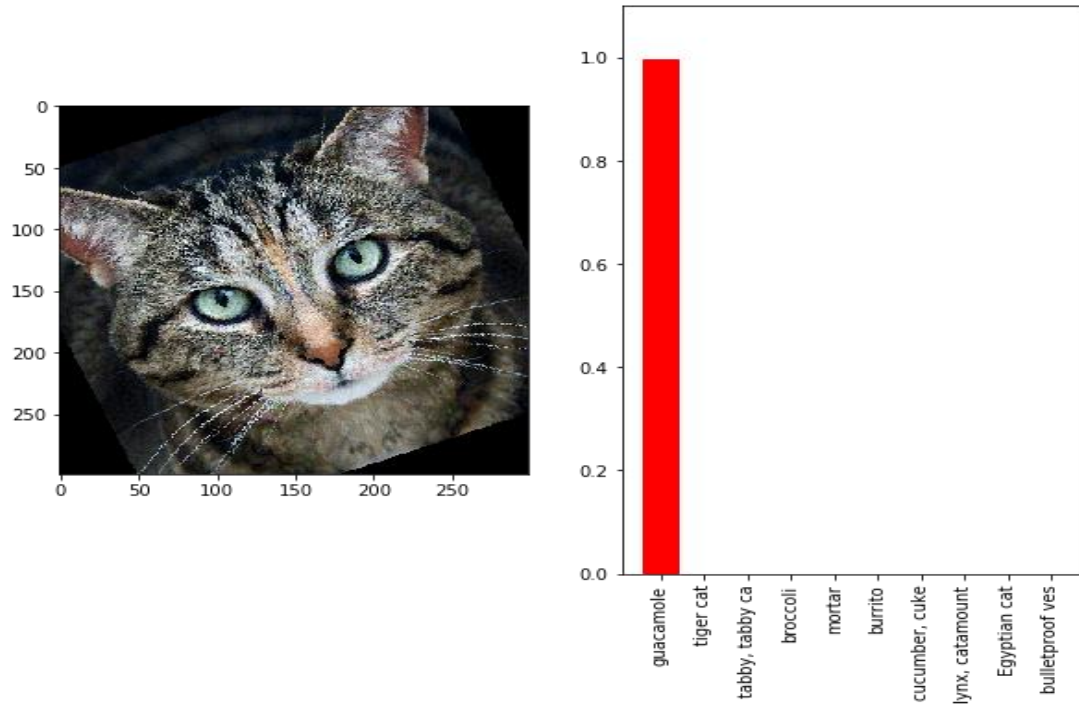 0
50
100
150
200
250
0 50 100 150 200 250
1.0
0.8
0.6
0.4
0.2
0.0
guacamole
tiger cat
tabby, tabby ca
broccoli
mortar
burrito
cucumber, cuke
lynx, catamount
Egyptian cat
bulletproof ves